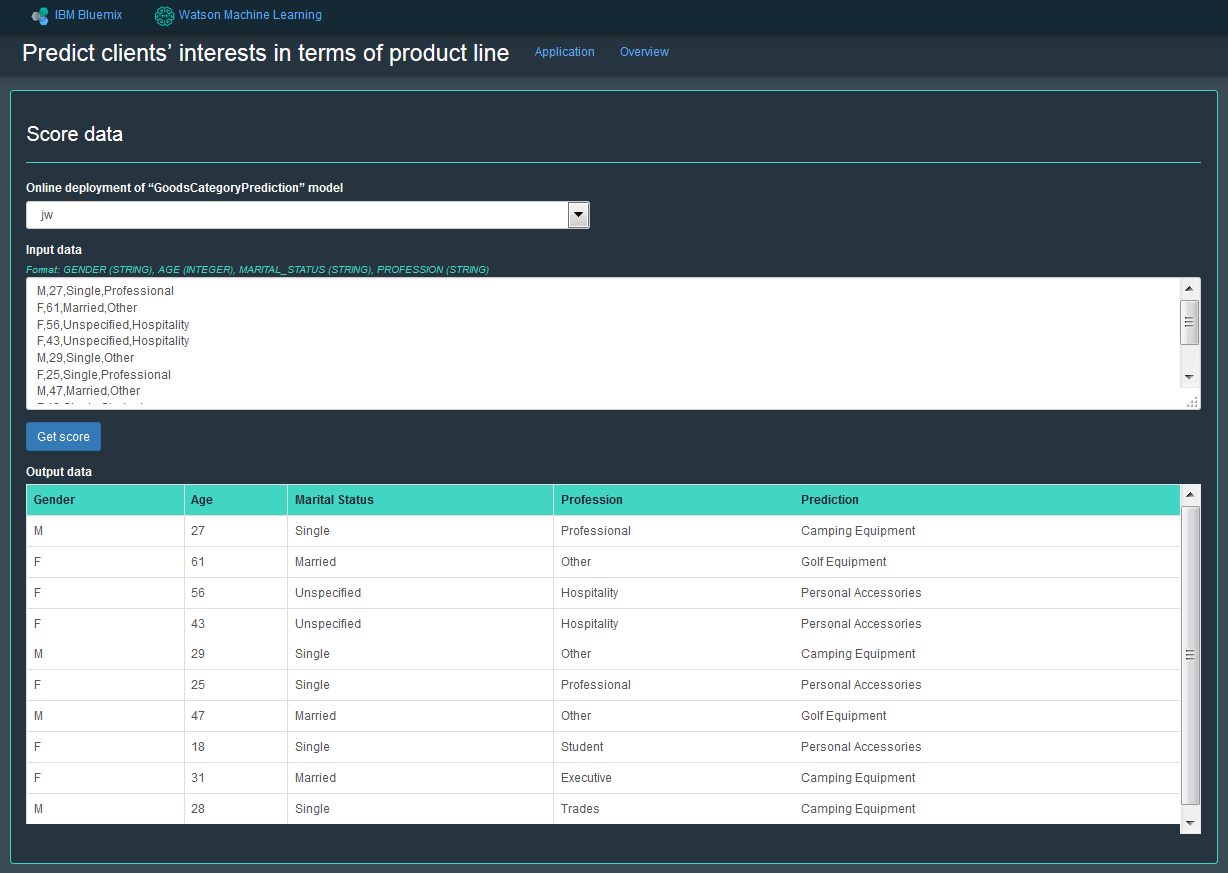 IBM Bluemix Watson Machine Learning
Predict clients’ interests in terms of product line Application Overview
Score data
Online deployment of “GoodsCategoryPrediction” model
jw
Input data
Format: GENDER (STRING), AGE (INTEGER), MARITAL_STATUS (STRING), PROFESSION (STRING)
M,27,Single,Professional
F,61,Married,Other
F,56,Unspecified,Hospitality
F,43,Unspecified,Hospitality
M,29,Single,Other
F,25,Single,Professional
M,47,Married,Other
Get score
Output data
Gender Age Marital Status Profession Prediction
M 27 Single Professional Camping Equipment
F 61 Married Other Golf Equipment
F 56 Unspecified Hospitality Personal Accessories
F 43 Unspecified Hospitality Personal Accessories
M 29 Single Other Camping Equipment
F 25 Single Professional Personal Accessories
M 47 Married Other Golf Equipment
F 18 Single Student Personal Accessories
F 31 Married Executive Camping Equipment
M 28 Single Trades Camping Equipment